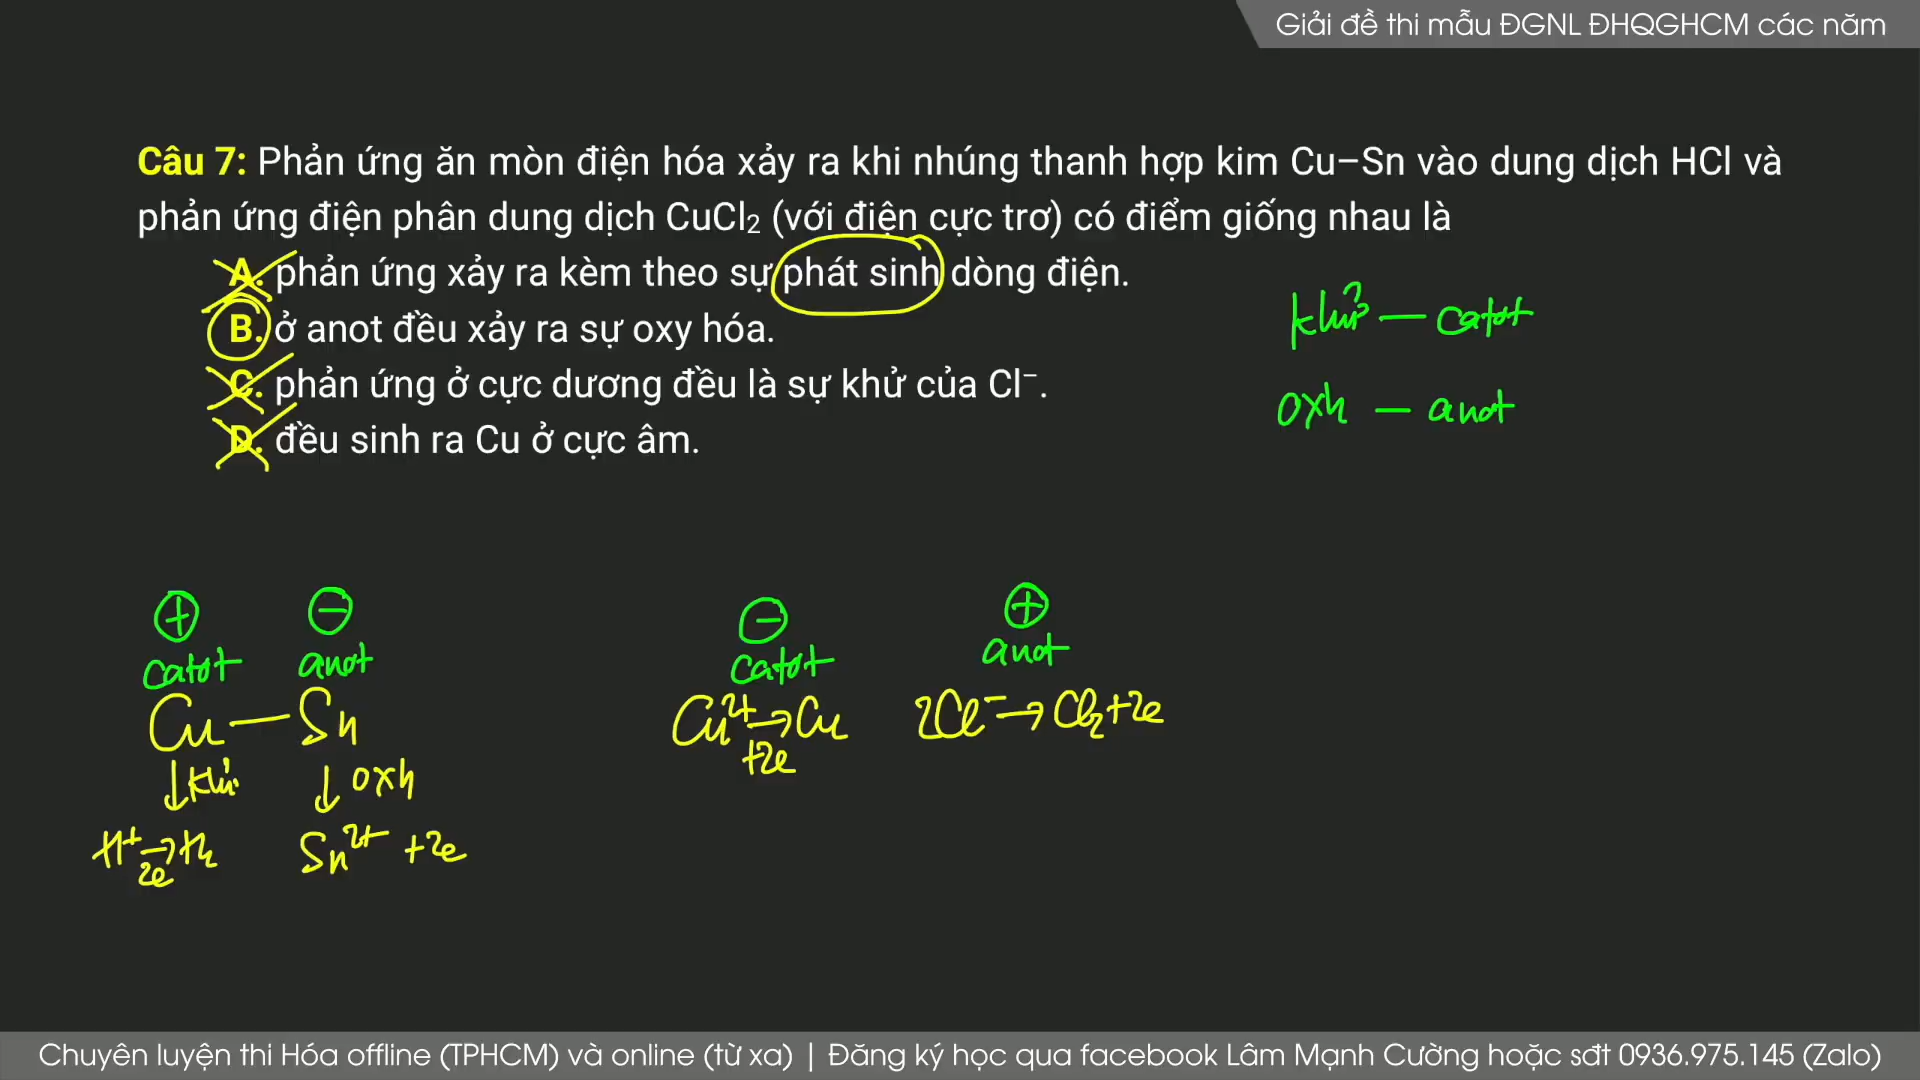 Giải đề thi mẫu ĐGNL ĐHQGHCM các năm
Câu 7: Phản ứng ăn mòn điện hóa xảy ra khi nhúng thanh hợp kim Cu–Sn vào dung dịch HCl và
phản ứng điện phân dung dịch CuCl₂ (với điện cực trơ) có điểm giống nhau là
A. phản ứng xảy ra kèm theo sự phát sinh dòng điện.
B. ở anot đều xảy ra sự oxy hóa.
C. phản ứng ở cực dương đều là sự khử của Cl⁻.
D. đều sinh ra Cu ở cực âm.
khử — catot
oxh — anot
+ −
catot anot
Cu — Sn
↓ khử ↓ oxh
H⁺ → H₂ Sn²⁺ + 2e
2e
− +
catot anot
Cu²⁺ → Cu 2Cl⁻ → Cl₂ + 2e
+2e
Chuyên luyện thi Hóa offline (TPHCM) và online (từ xa) | Đăng ký học qua facebook Lâm Mạnh Cường hoặc sđt 0936.975.145 (Zalo)